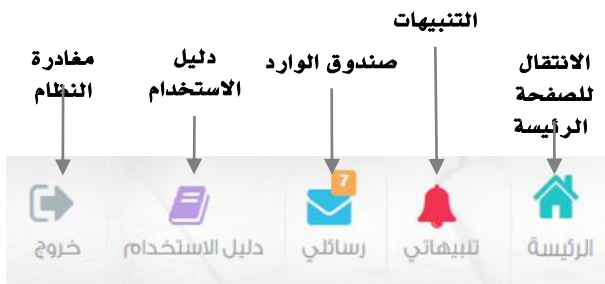 التنبيهات
الانتقال
للصفحة
الرئيسة
صندوق الوارد
دليل
الاستخدام
مغادرة
النظام
7
الرئيسة
تنبيهاتي
رسائلي
دليل الاستخدام
خروج